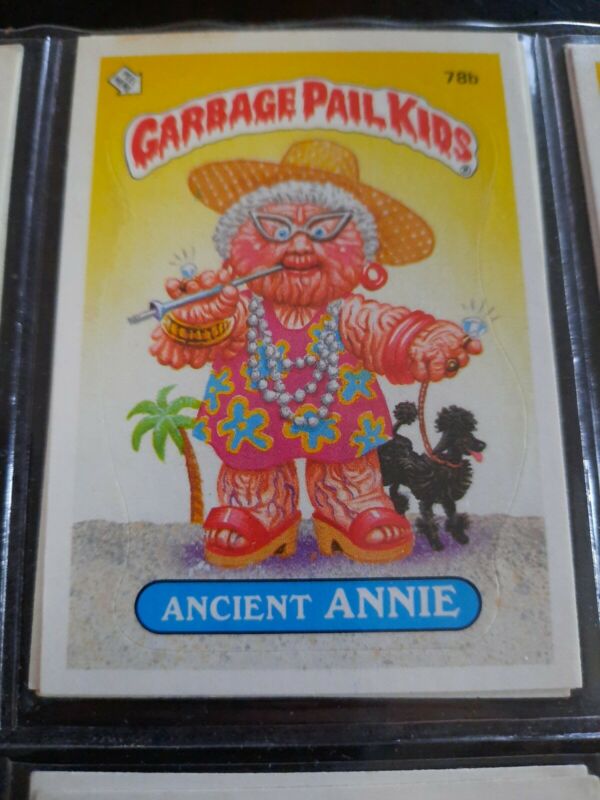 78b
GARBAGE PAIL KIDS
ANCIENT ANNIE